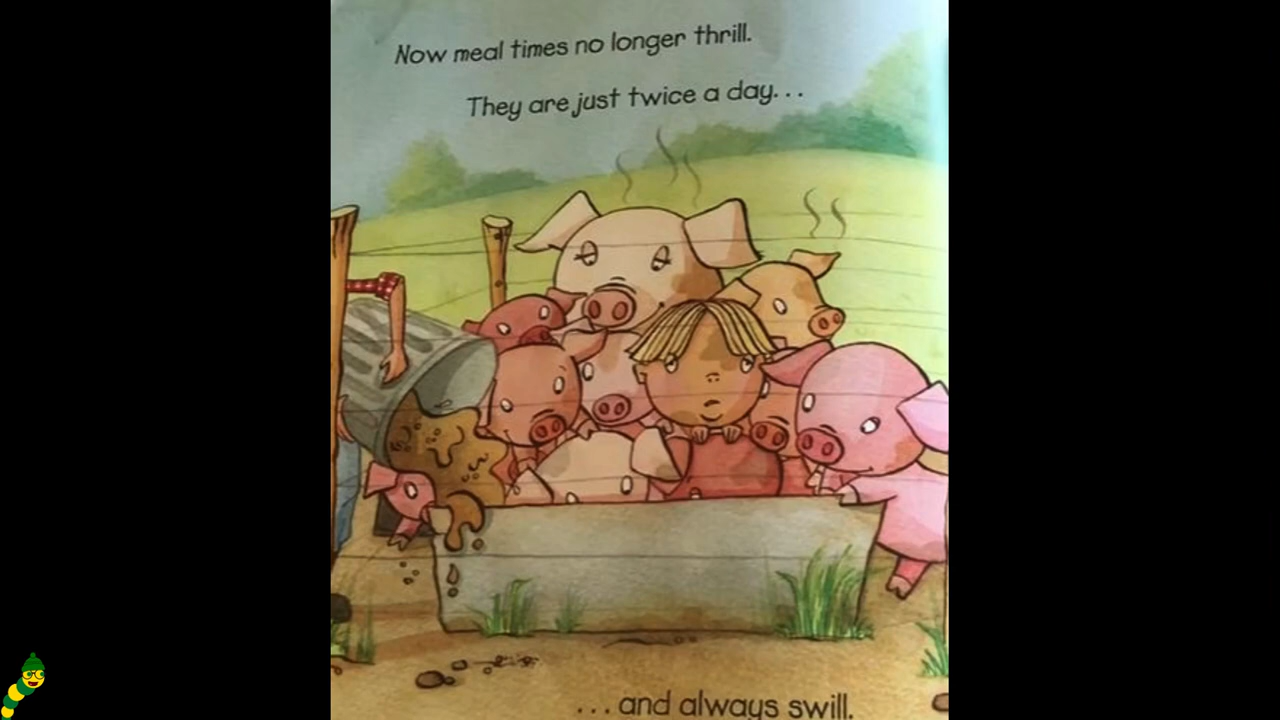 Now meal times no longer thrill.
They are just twice a day...
...and always swill.